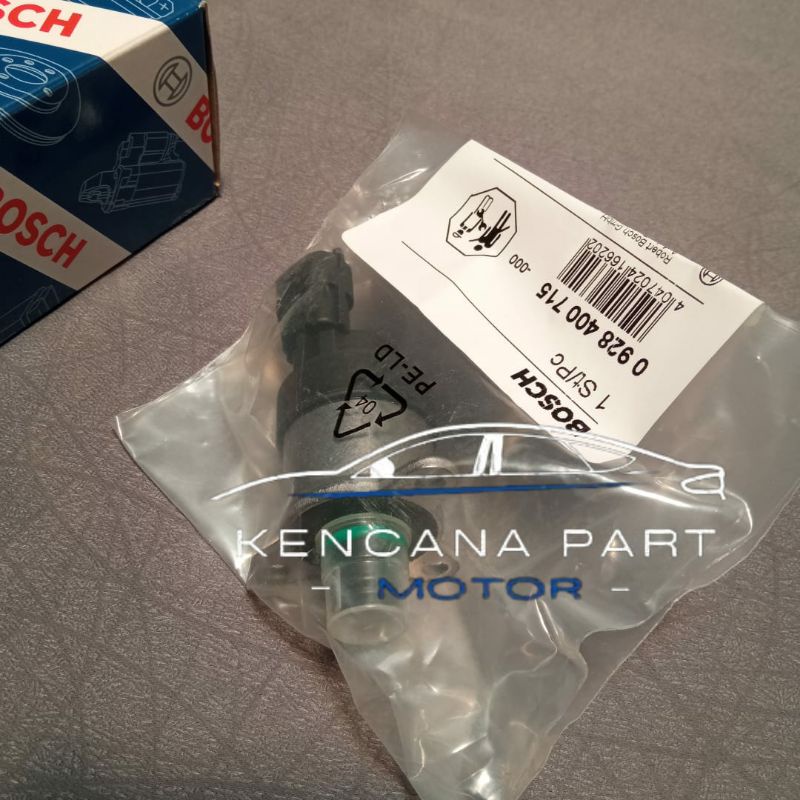 BOSCH
BOSCH
BO
Robert Bosch GmbH
-000
0 928 400 715
1 St/Pc
BOSCH
04
PE-LD
KENCANA PART
- MOTOR -